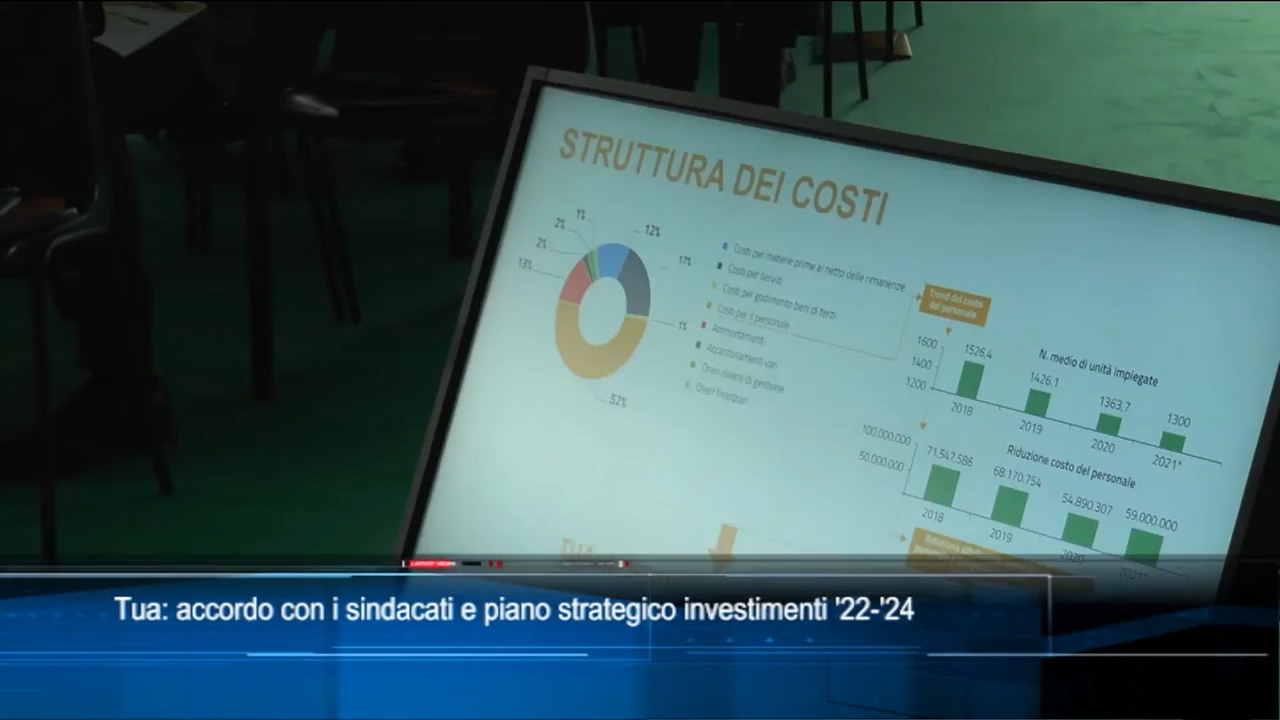 STRUTTURA DEI COSTI
1%
2%
2%
13%
12%
17%
1%
52%
Costi per materie prime al netto delle rimanenze
Costi per servizi
Costi per godimento beni di terzi
Costi per il personale
Ammortamenti
Accantonamenti vari
Oneri diversi di gestione
Oneri finanziari
Trend del costo
del personale
N. medio di unità impiegate
1600
1400
1200
1526,4
1426,1
1363,7
1300
2018
2019
2020
2021*
Riduzione costo del personale
100.000.000
50.000.000
71.547.586
68.170.754
54.890.307
59.000.000
2018
2019
2020
2021*
TUA
Tua: accordo con i sindacati e piano strategico investimenti '22-'24